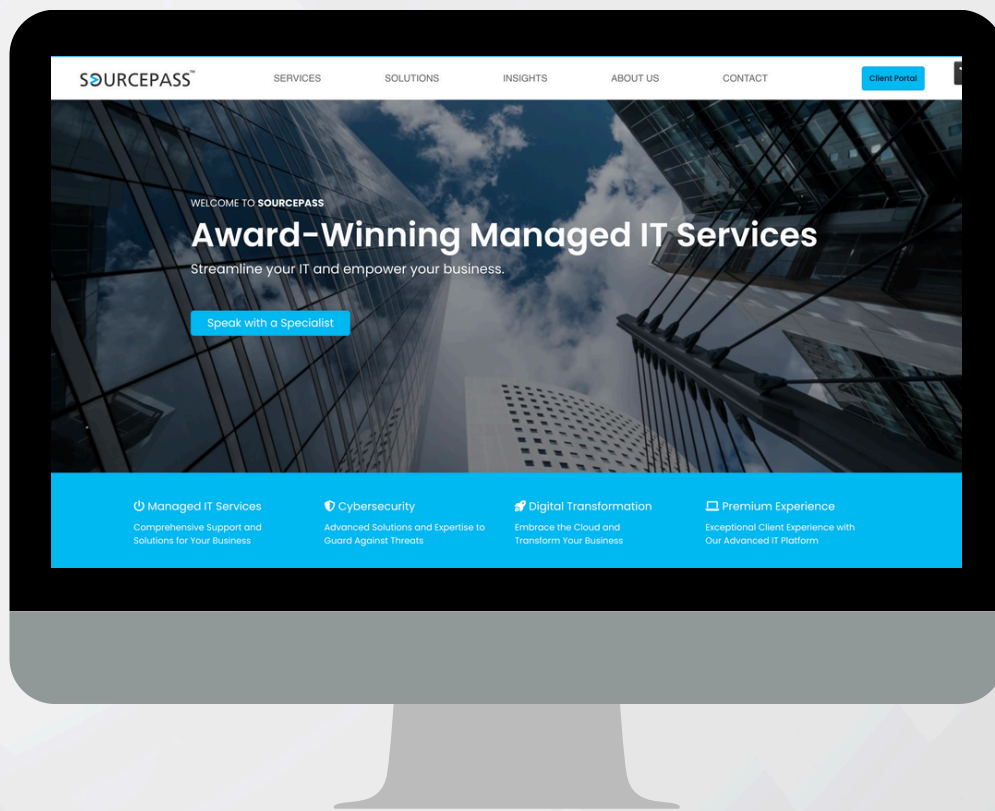 SOURCEPASS™
SERVICES
SOLUTIONS
INSIGHTS
ABOUT US
CONTACT
Client Portal
WELCOME TO SOURCEPASS
Award-Winning Managed IT Services
Streamline your IT and empower your business.
Speak with a Specialist
Managed IT Services
Comprehensive Support and
Solutions for Your Business
Cybersecurity
Advanced Solutions and Expertise to
Guard Against Threats
Digital Transformation
Embrace the Cloud and
Transform Your Business
Premium Experience
Exceptional Client Experience with
Our Advanced IT Platform